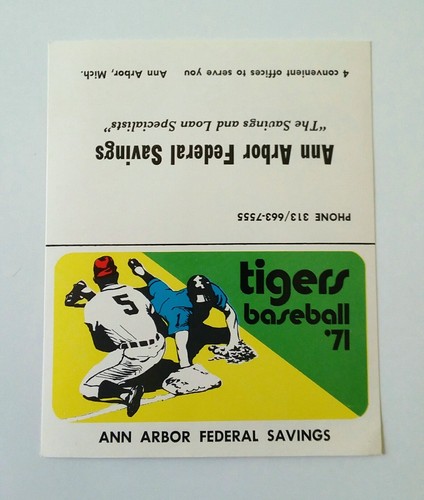 PHONE 313/663-7555
Ann Arbor Federal Savings
“The Savings and Loan Specialists”
4 convenient offices to serve you Ann Arbor, Mich.
tigers
baseball
'71
5
1
ANN ARBOR FEDERAL SAVINGS